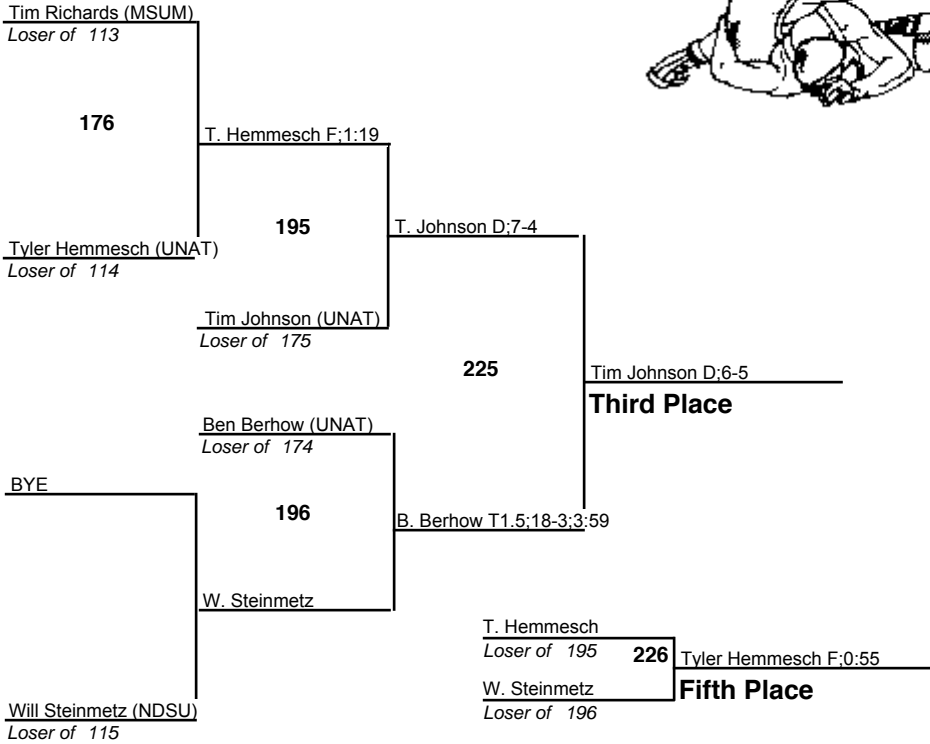 Tim Richards (MSUM)
Loser of 113
176
T. Hemmesch F;1:19
195
T. Johnson D;7-4
Tyler Hemmesch (UNAT)
Loser of 114
Tim Johnson (UNAT)
Loser of 175
225
Tim Johnson D;6-5
Third Place
Ben Berhow (UNAT)
Loser of 174
BYE
196
B. Berhow T1.5;18-3;3:59
W. Steinmetz
T. Hemmesch
Loser of 195
226
Tyler Hemmesch F;0:55
Fifth Place
W. Steinmetz
Loser of 196
Will Steinmetz (NDSU)
Loser of 115